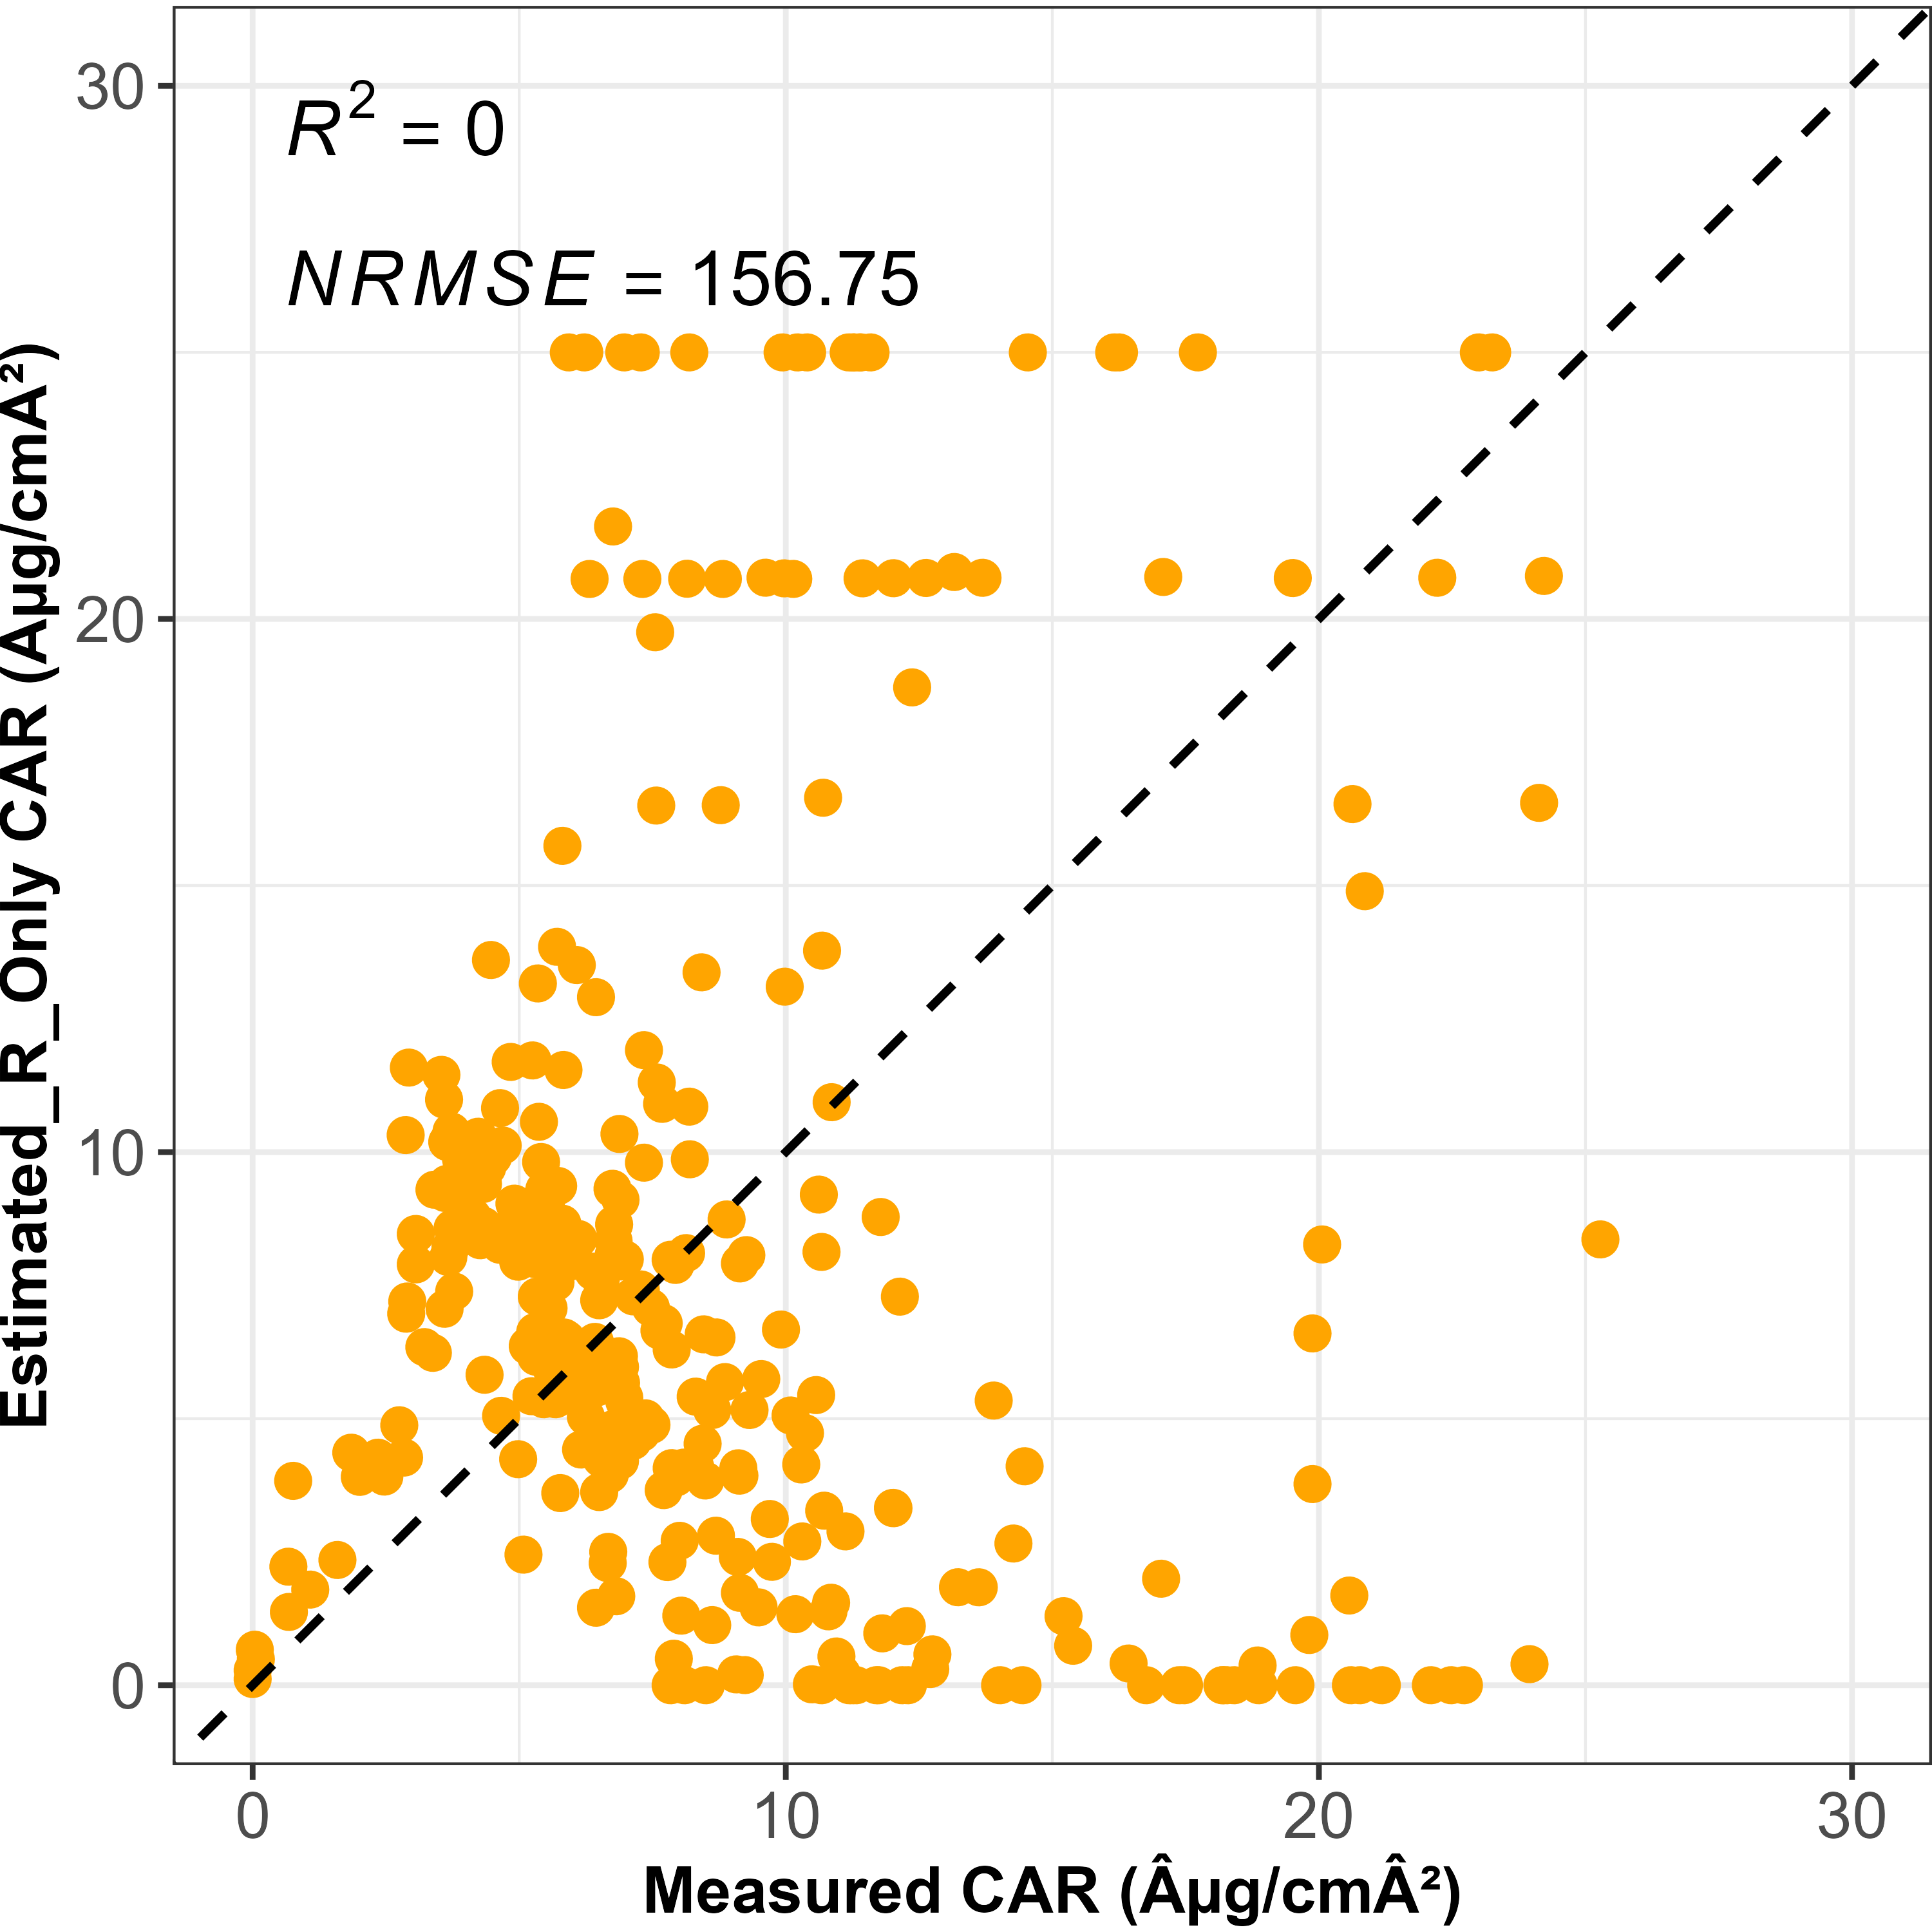 R² = 0
NRMSE = 156.75
Estimated_R_Only CAR (Âµg/cmÂ²)
30
20
10
0
0 10 20 30
Measured CAR (Âµg/cmÂ²)